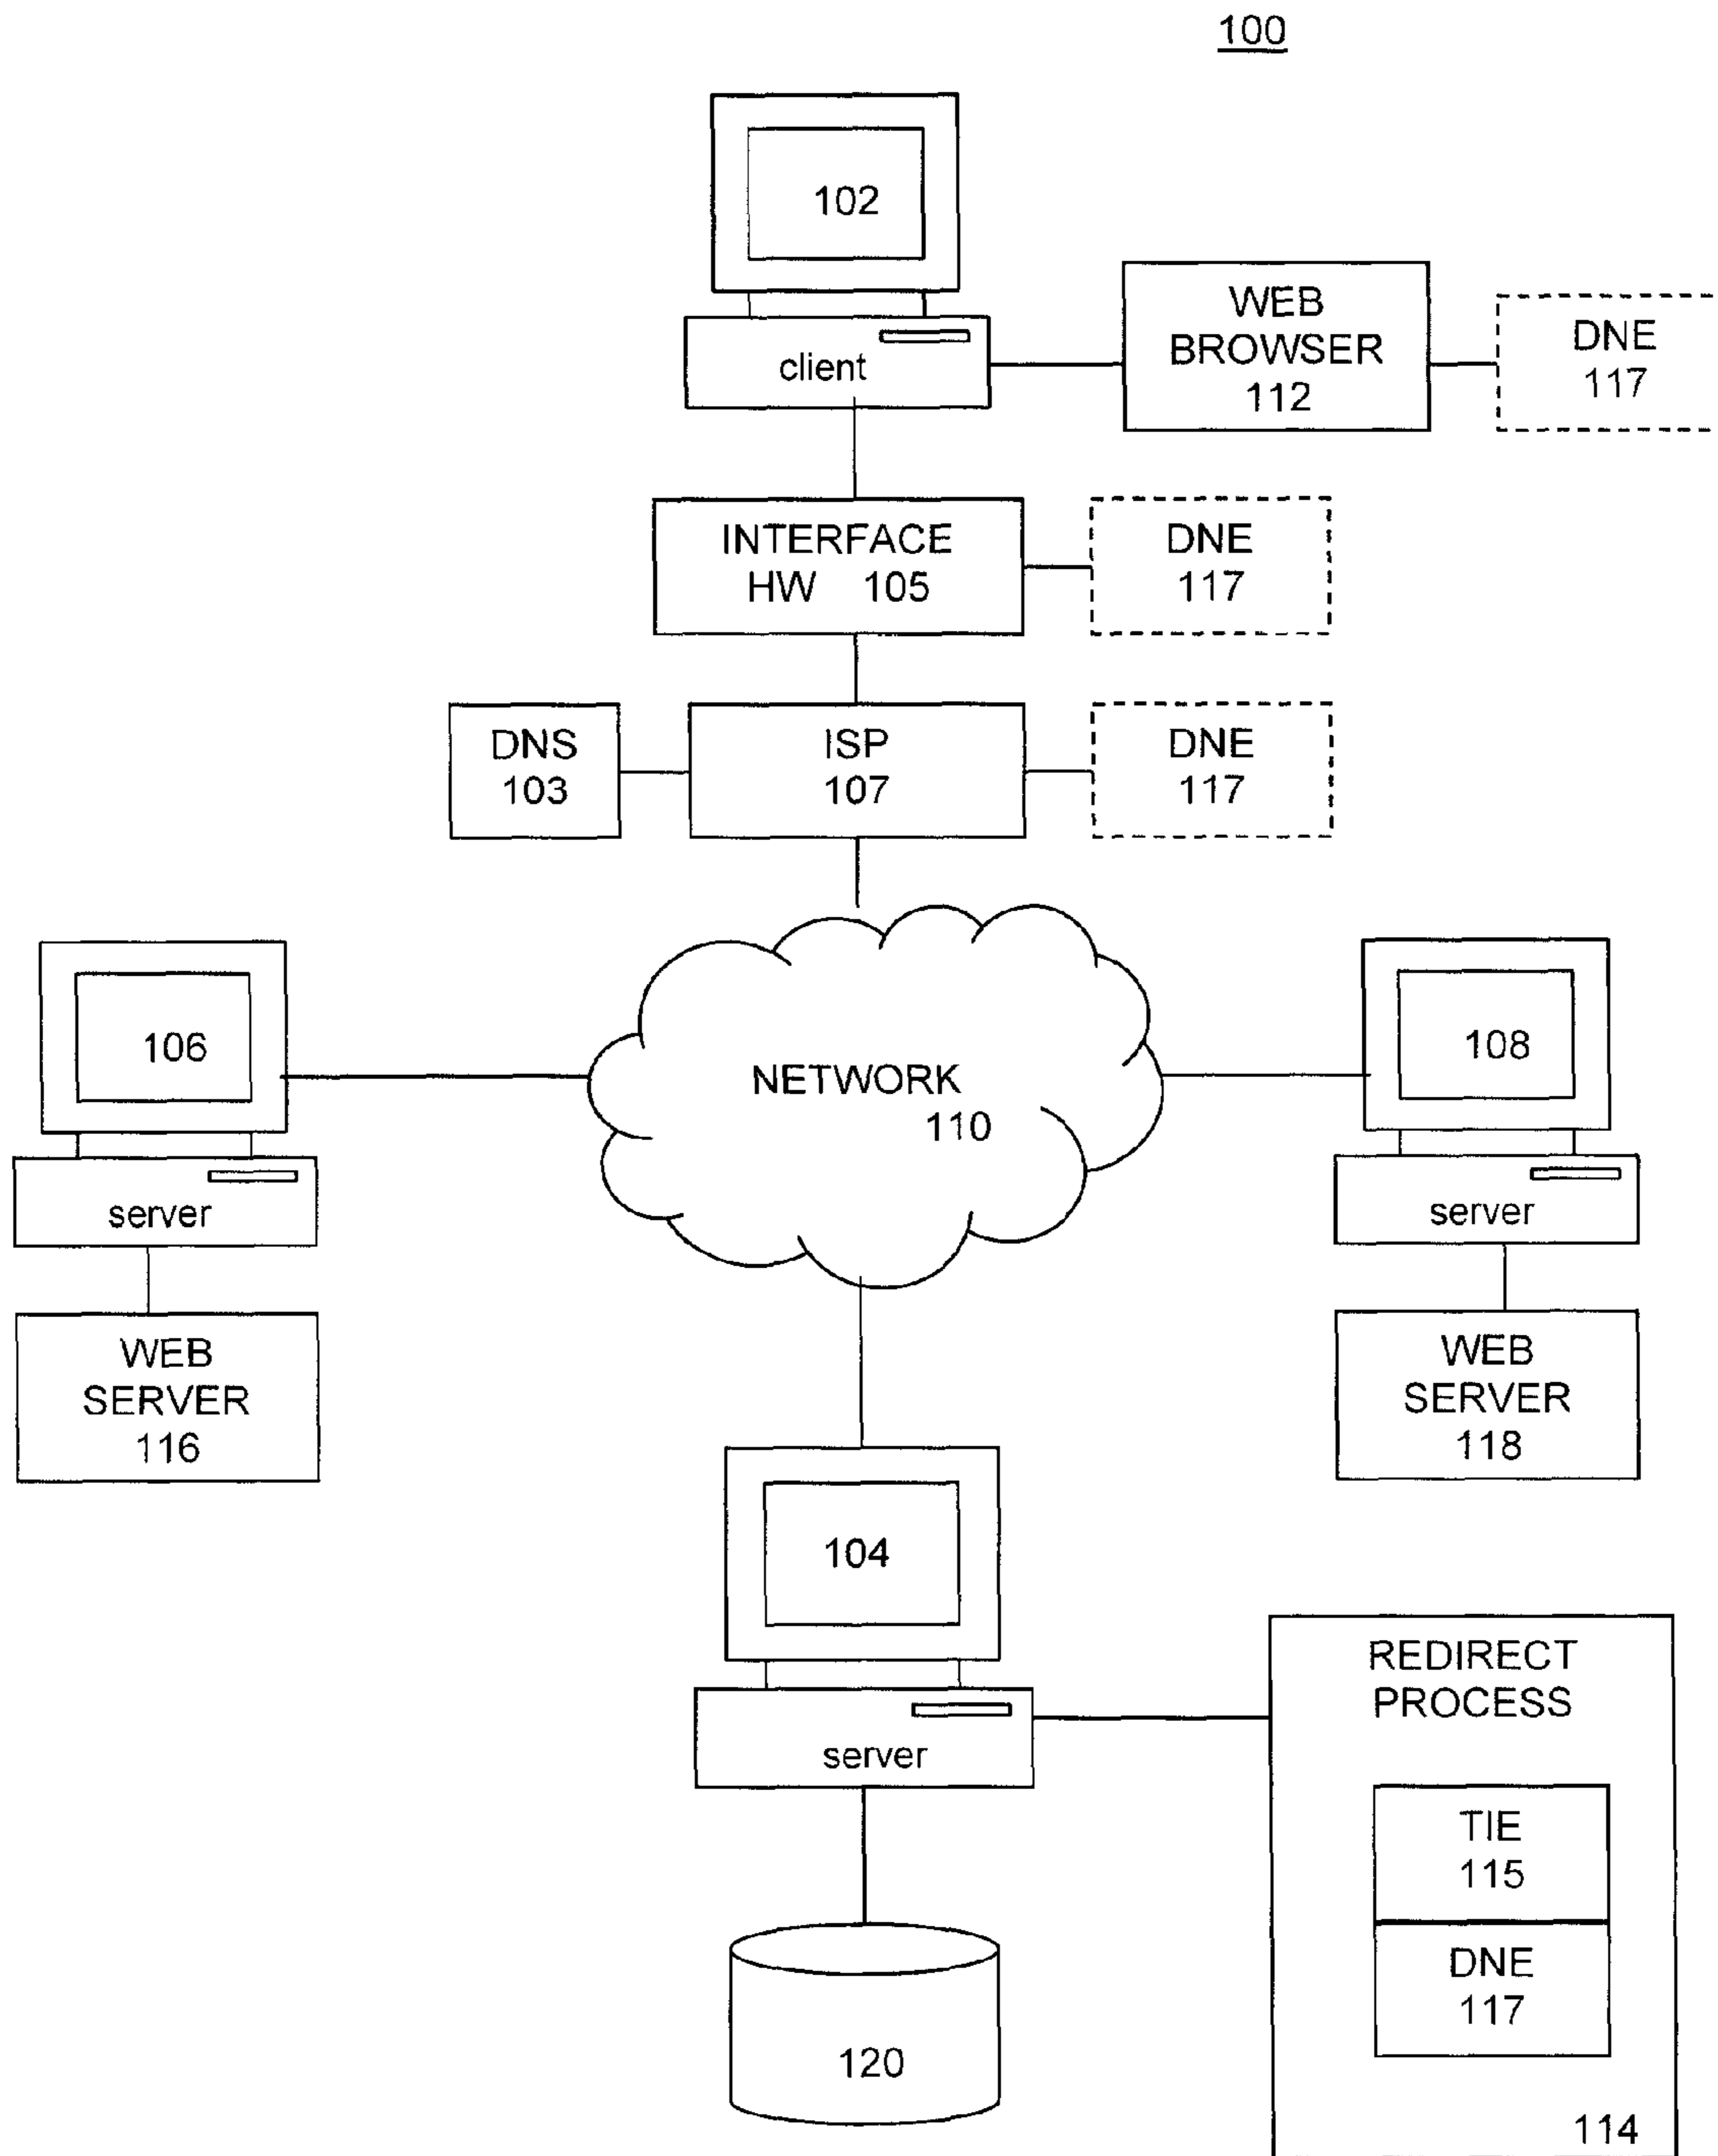 100
102
client
WEB
BROWSER
112
DNE
117
INTERFACE
HW 105
DNE
117
DNS
103
ISP
107
DNE
117
106
server
WEB
SERVER
116
NETWORK
110
108
server
WEB
SERVER
118
104
server
120
REDIRECT
PROCESS
TIE
115
DNE
117
114